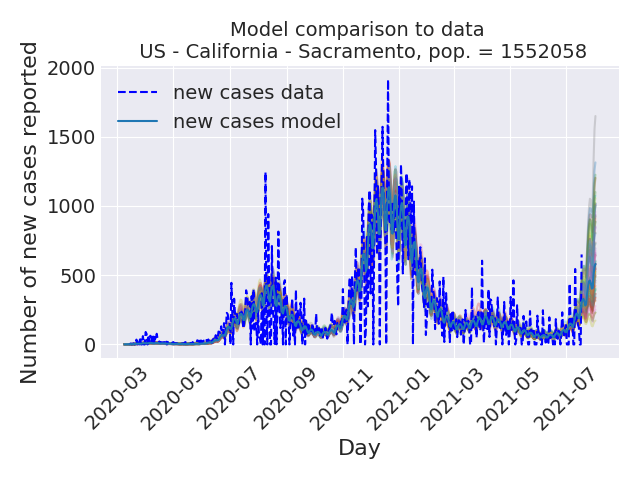 Model comparison to data
US - California - Sacramento, pop. = 1552058
Number of new cases reported
2000
1500
1000
500
0
new cases data
new cases model
2020-03
2020-05
2020-07
2020-09
2020-11
2021-01
2021-03
2021-05
2021-07
Day